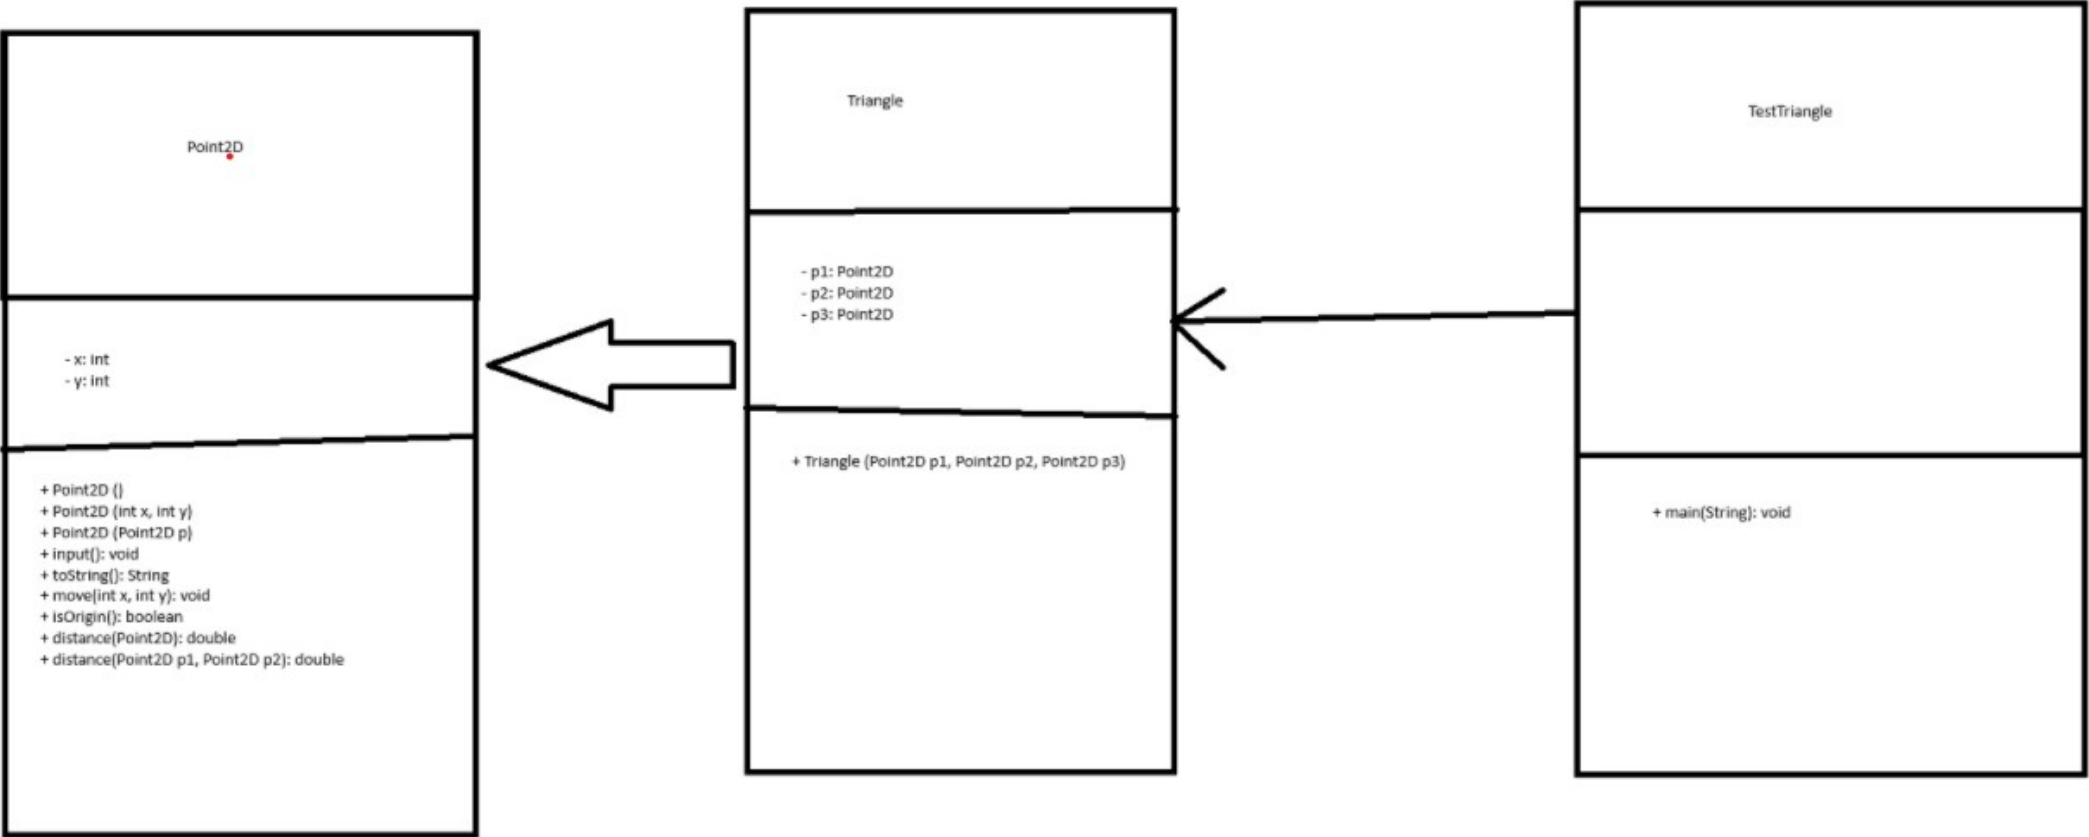 Point2D
- x: int
- y: int
+ Point2D ()
+ Point2D (int x, int y)
+ Point2D (Point2D p)
+ input(): void
+ toString(): String
+ move(int x, int y): void
+ isOrigin(): boolean
+ distance(Point2D): double
+ distance(Point2D p1, Point2D p2): double
Triangle
- p1: Point2D
- p2: Point2D
- p3: Point2D
+ Triangle (Point2D p1, Point2D p2, Point2D p3)
TestTriangle
+ main(String): void